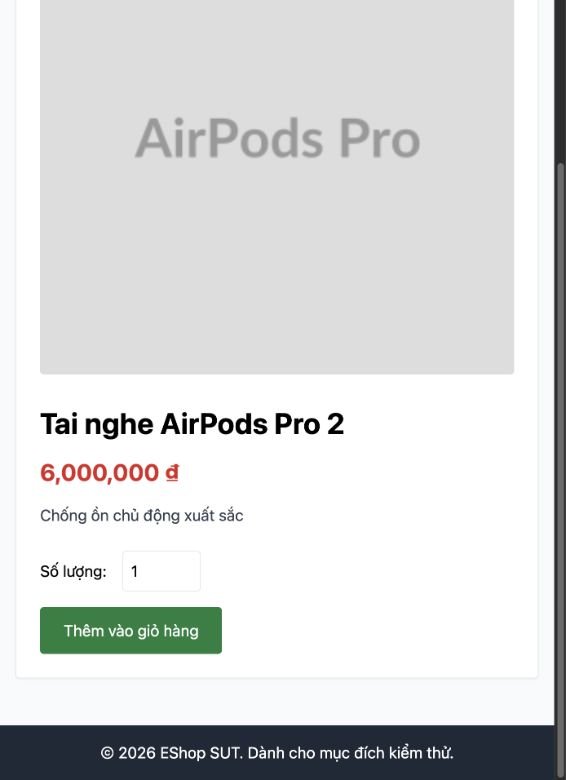 AirPods Pro
Tai nghe AirPods Pro 2
6,000,000 ₫
Chống ồn chủ động xuất sắc
Số lượng: 1
Thêm vào giỏ hàng
© 2026 EShop SUT. Dành cho mục đích kiểm thử.